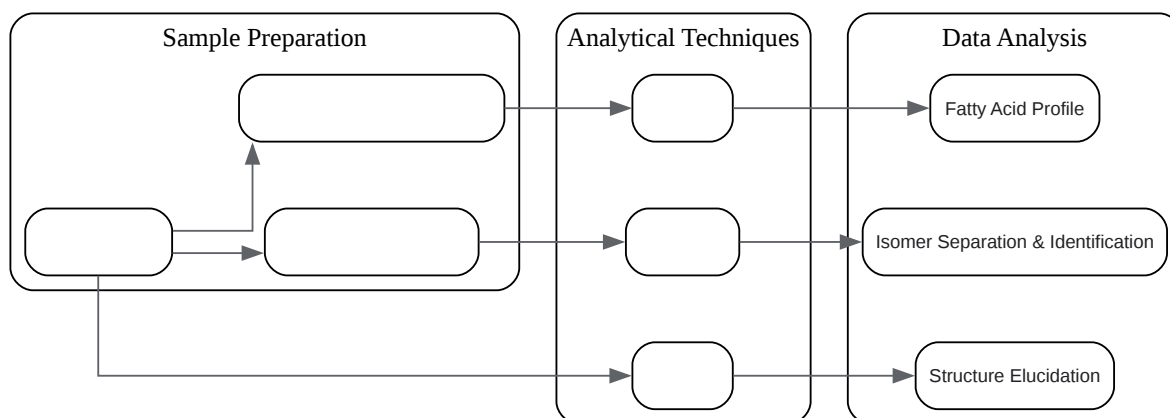 Sample Preparation
Analytical Techniques
Data Analysis
Fatty Acid Profile
Isomer Separation & Identification
Structure Elucidation